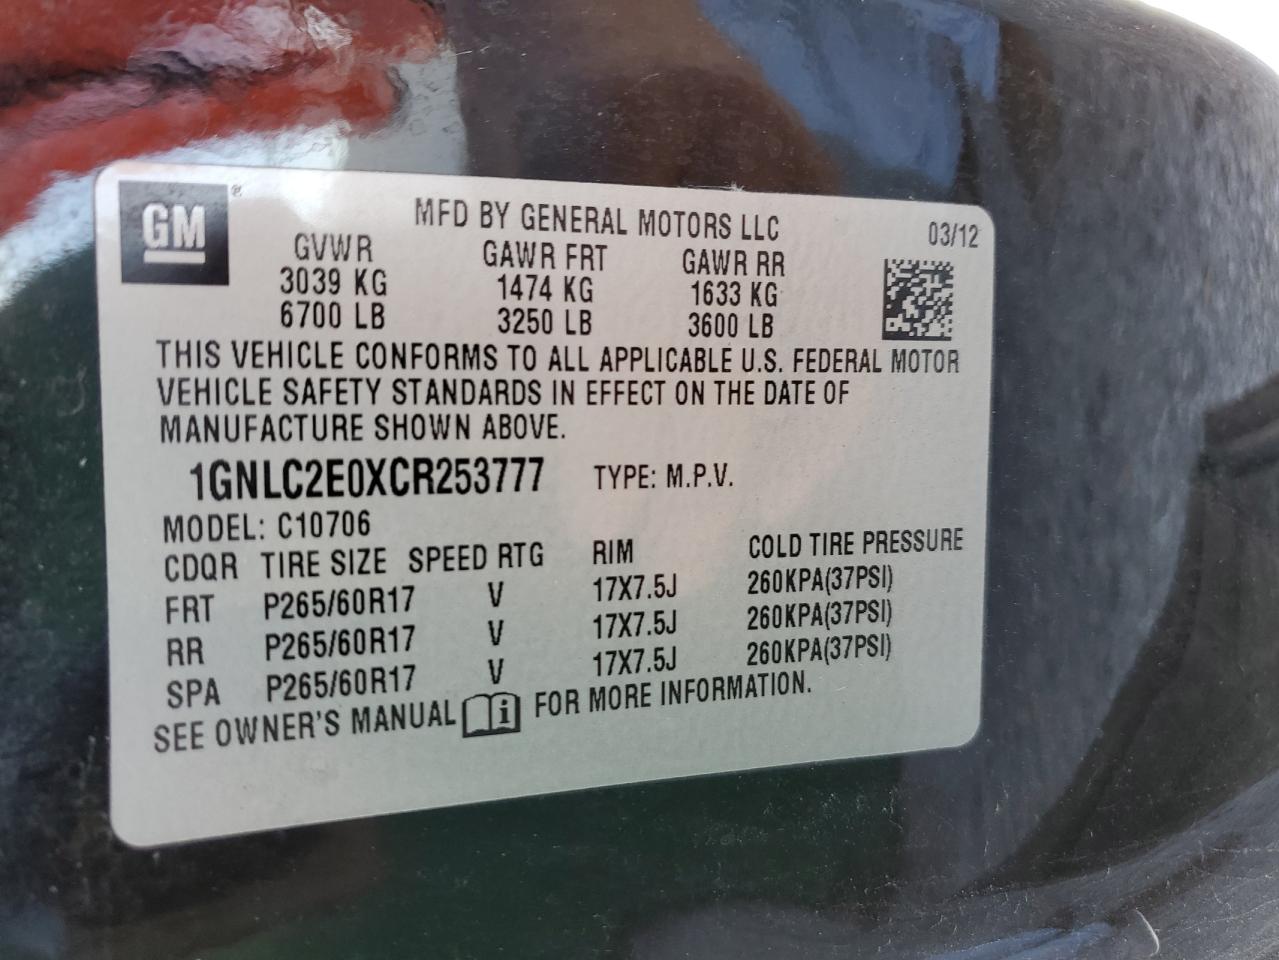 GM®
MFD BY GENERAL MOTORS LLC 03/12
GVWR GAWR FRT GAWR RR
3039 KG 1474 KG 1633 KG
6700 LB 3250 LB 3600 LB
THIS VEHICLE CONFORMS TO ALL APPLICABLE U.S. FEDERAL MOTOR
VEHICLE SAFETY STANDARDS IN EFFECT ON THE DATE OF
MANUFACTURE SHOWN ABOVE.
1GNLC2E0XCR253777 TYPE: M.P.V.
MODEL: C10706
CDQR TIRE SIZE SPEED RTG RIM COLD TIRE PRESSURE
FRT P265/60R17 V 17X7.5J 260KPA(37PSI)
RR P265/60R17 V 17X7.5J 260KPA(37PSI)
SPA P265/60R17 V 17X7.5J 260KPA(37PSI)
SEE OWNER'S MANUAL i FOR MORE INFORMATION.